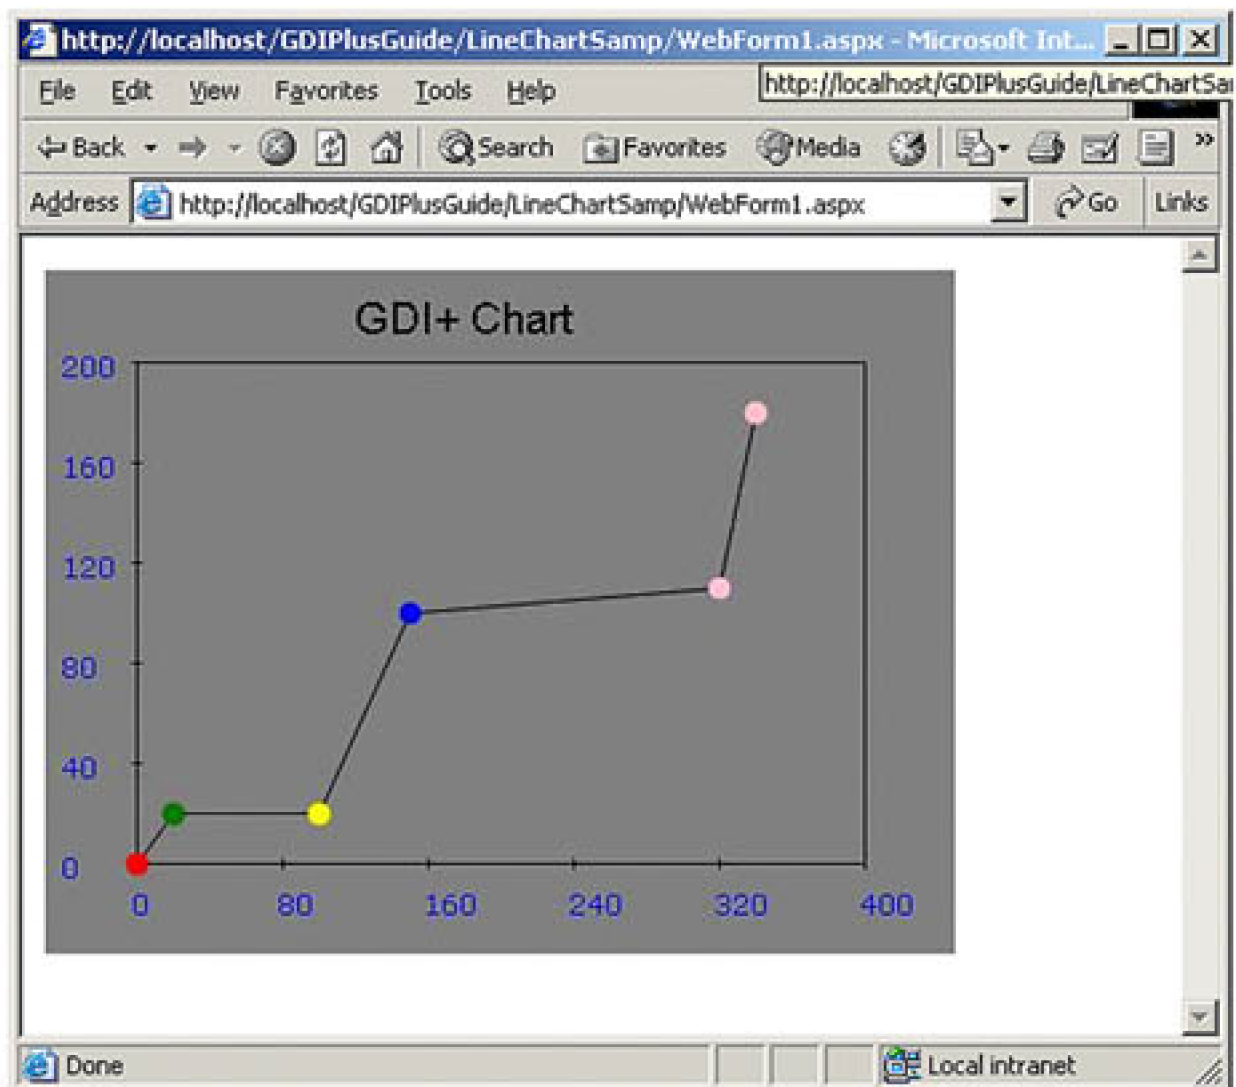 http://localhost/GDIPlusGuide/LineChartSamp/WebForm1.aspx - Microsoft Int...
File Edit View Favorites Tools Help
http://localhost/GDIPlusGuide/LineChartSa
Back Search Favorites Media »
Address http://localhost/GDIPlusGuide/LineChartSamp/WebForm1.aspx Go Links
GDI+ Chart
200
160
120
80
40
0
0 80 160 240 320 400
Done Local intranet